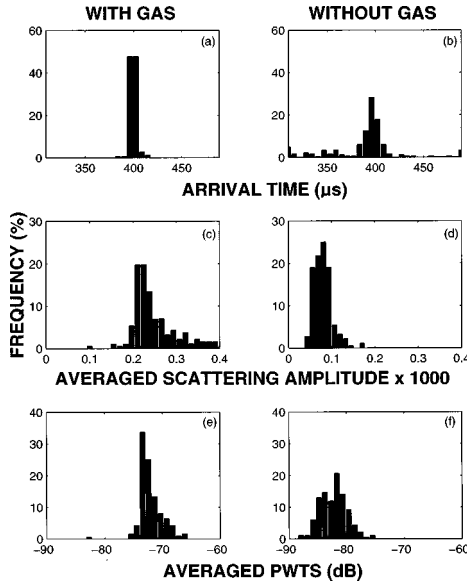 WITH GAS WITHOUT GAS
60 (a) 60 (b)
40 40
20 20
0 0
350 400 450 350 400 450
ARRIVAL TIME (μs)
FREQUENCY (%)
30 (c) 30 (d)
20 20
10 10
0 0
0 0.1 0.2 0.3 0.4 0 0.1 0.2 0.3 0.4
AVERAGED SCATTERING AMPLITUDE x 1000
40 (e) 40 (f)
30 30
20 20
10 10
0 0
−90 −80 −70 −60 −90 −80 −70 −60
AVERAGED PWTS (dB)